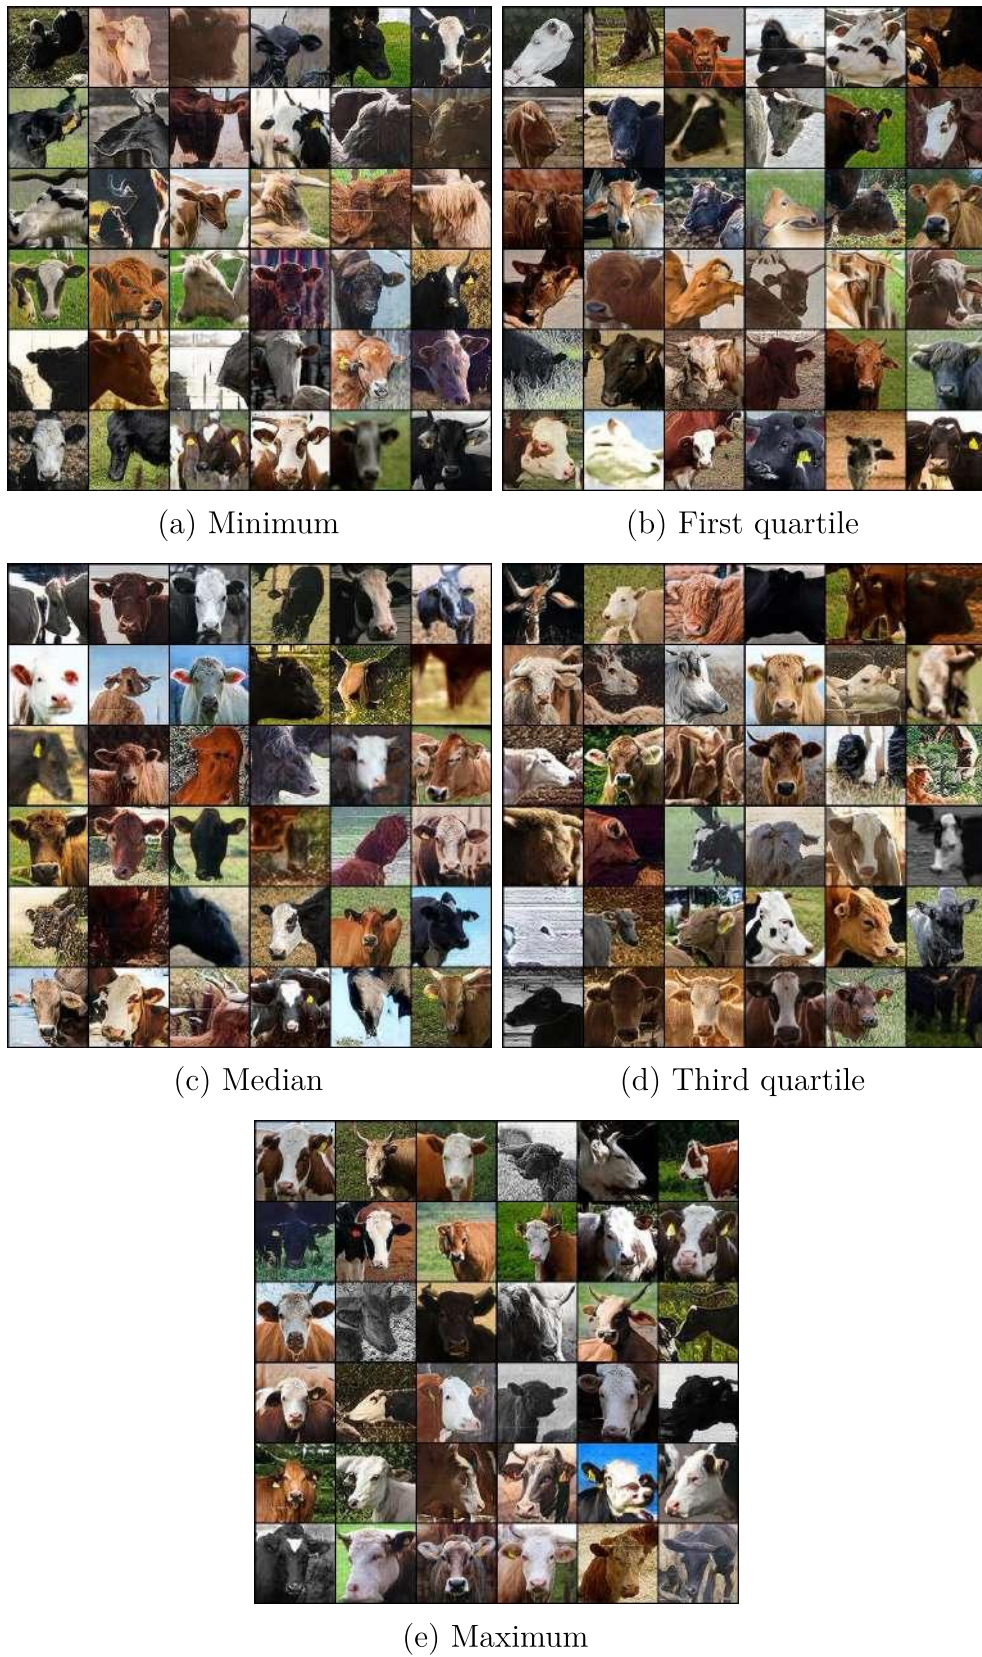 (a) Minimum
(b) First quartile
(c) Median
(d) Third quartile
(e) Maximum